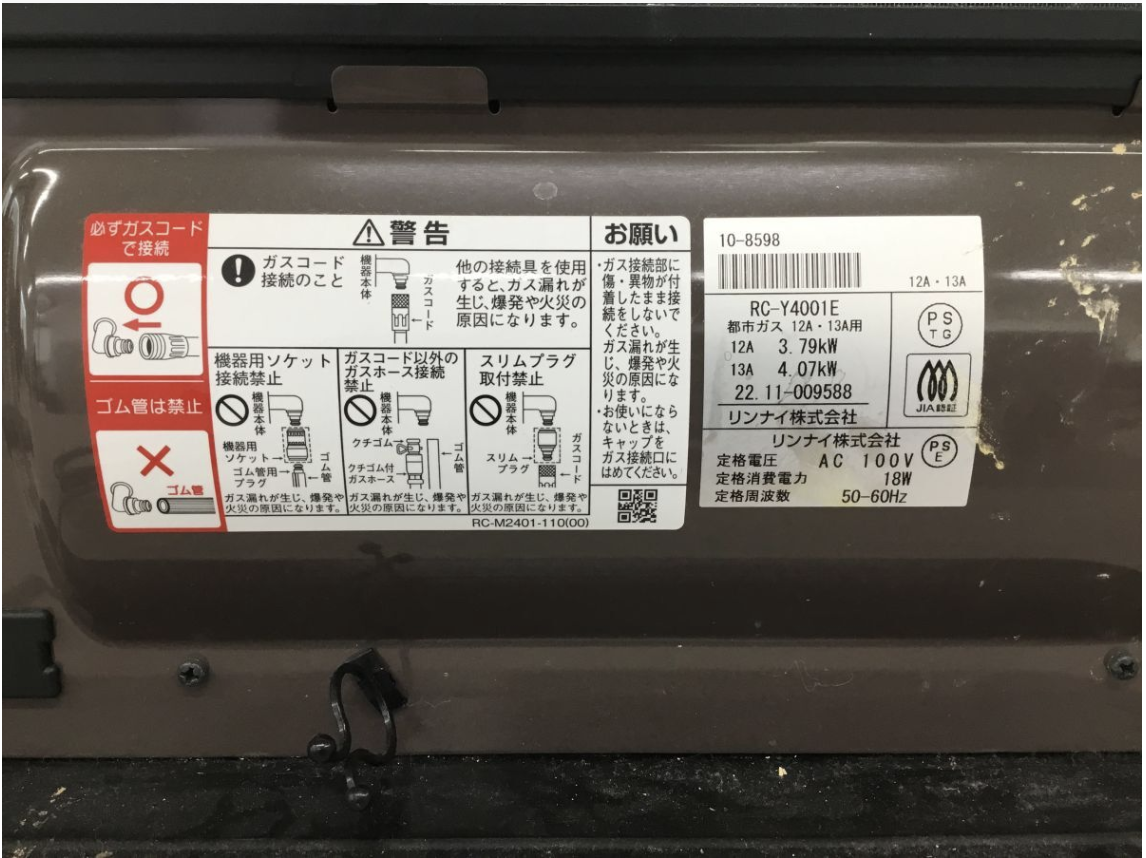 必ずガスコード
で接続
ゴム管は禁止
ゴム管
警告
ガスコード
接続のこと
機器本体
ガスコード
他の接続具を使用
すると、ガス漏れが
生じ、爆発や火災の
原因になります。
機器用ソケット
接続禁止
機器本体
機器用
ソケット
ゴム管用
プラグ
ゴム管
ガス漏れが生じ、爆発や
火災の原因になります。
ガスコード以外の
ガスホース接続
禁止
機器本体
クチゴム
クチゴム付
ガスホース
ゴム管
ガス漏れが生じ、爆発や
火災の原因になります。
スリムプラグ
取付禁止
機器本体
スリム
プラグ
ガスコード
ガス漏れが生じ、爆発や
火災の原因になります。
RC-M2401-110(00)
お願い
・ガス接続部に
傷・異物が付
着したまま接
続をしないで
ください。
ガス漏れが生
じ、爆発や火
災の原因にな
ります。
・お使いになら
ないときは、
キャップを
ガス接続口に
はめてください。
10-8598
12A・13A
RC-Y4001E
都市ガス 12A・13A用
12A 3.79kW
13A 4.07kW
22.11-009588
リンナイ株式会社
PS
TG
JIA認証
リンナイ株式会社
定格電圧 AC 100V
定格消費電力 18W
定格周波数 50-60Hz
PS
E